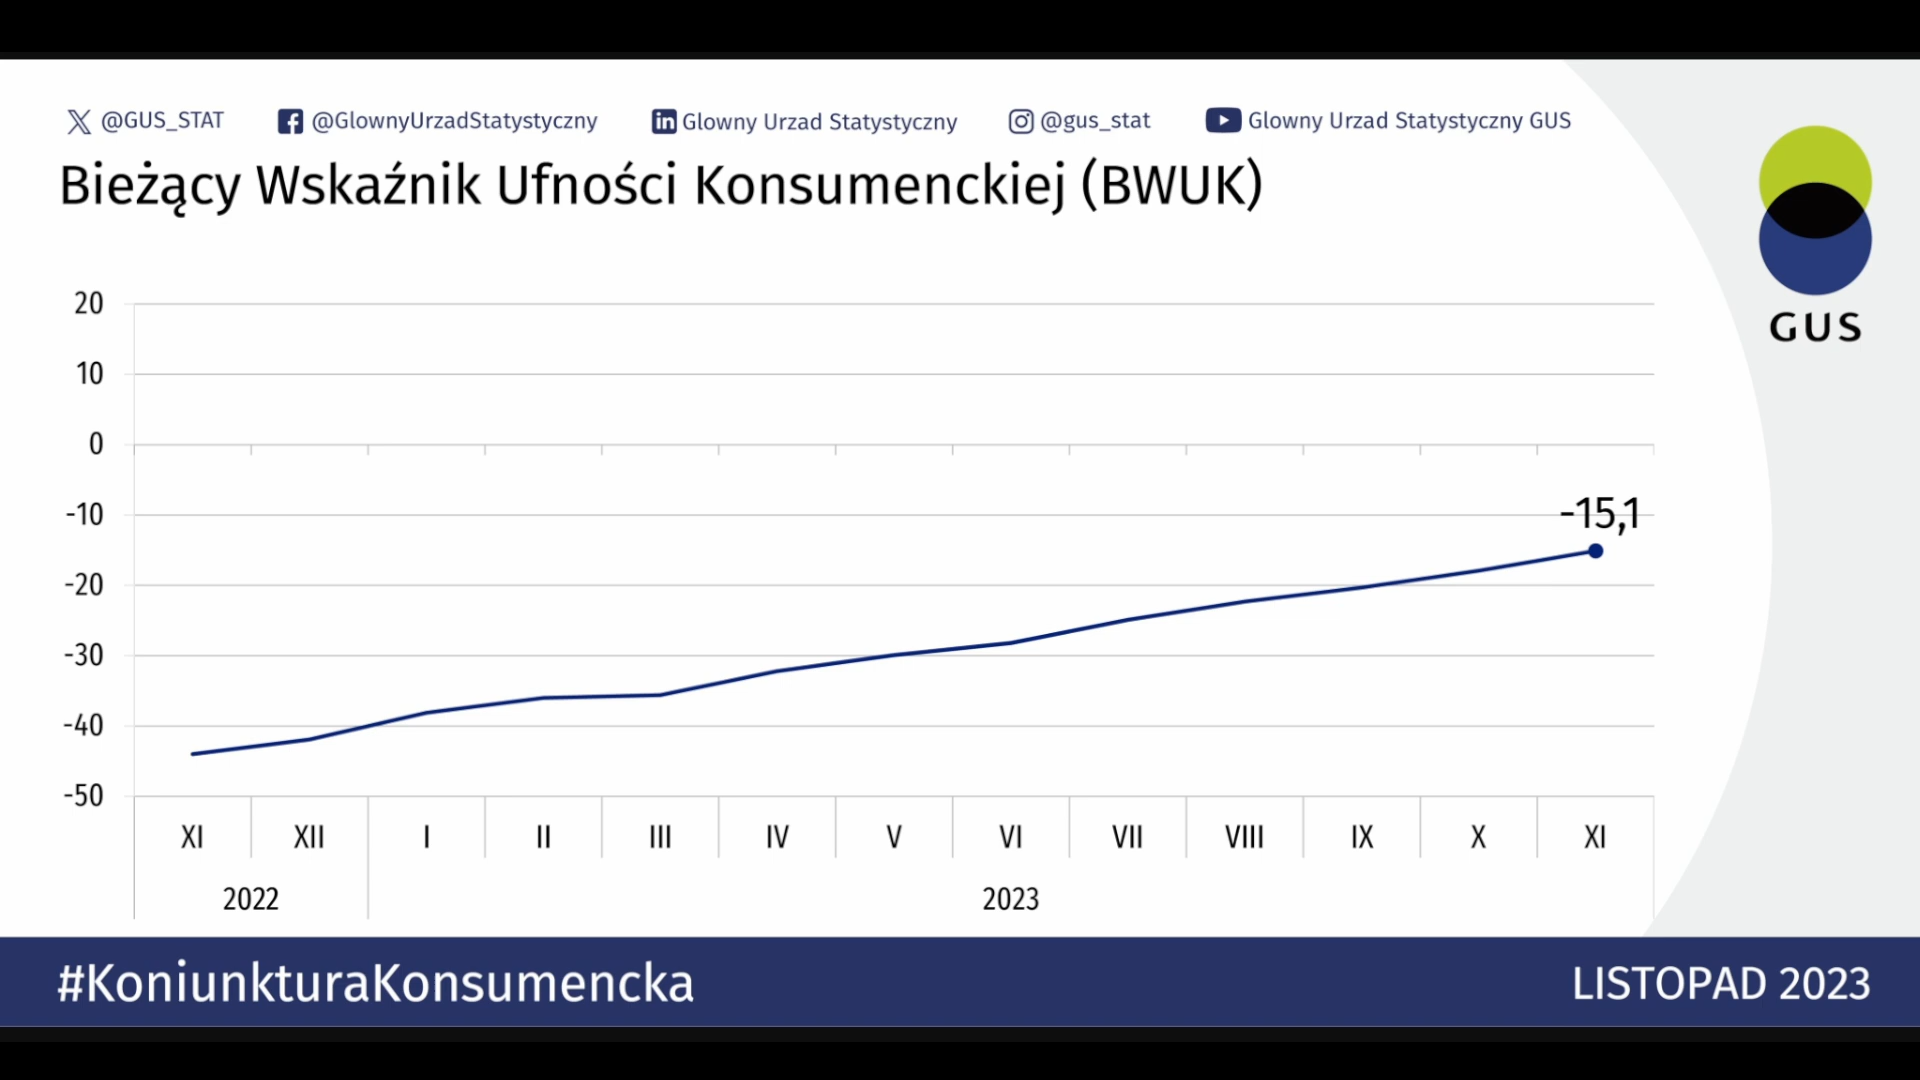 @GUS_STAT @GlownyUrzadStatystyczny in Glowny Urzad Statystyczny @gus_stat Glowny Urzad Statystyczny GUS
Bieżący Wskaźnik Ufności Konsumenckiej (BWUK)
GUS
20
10
0
-10
-20
-30
-40
-50
-15,1
XI XII I II III IV V VI VII VIII IX X XI
2022 2023
#KoniunkturaKonsumencka
LISTOPAD 2023